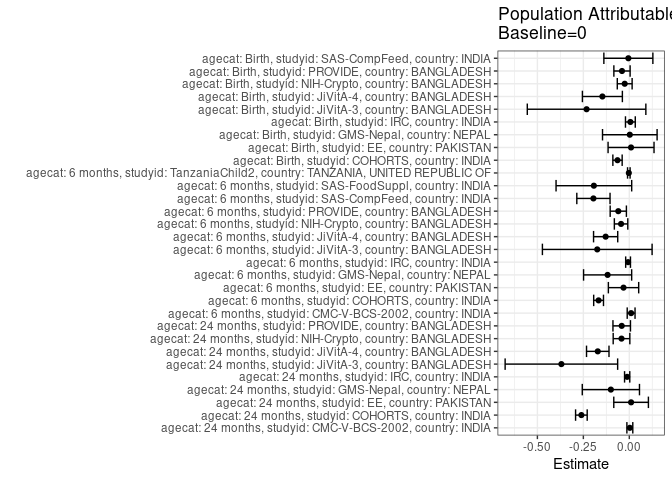 Population Attributable
Baseline=0
agecat: Birth, studyid: SAS-CompFeed, country: INDIA
agecat: Birth, studyid: PROVIDE, country: BANGLADESH
agecat: Birth, studyid: NIH-Crypto, country: BANGLADESH
agecat: Birth, studyid: JiVitA-4, country: BANGLADESH
agecat: Birth, studyid: JiVitA-3, country: BANGLADESH
agecat: Birth, studyid: IRC, country: INDIA
agecat: Birth, studyid: GMS-Nepal, country: NEPAL
agecat: Birth, studyid: EE, country: PAKISTAN
agecat: Birth, studyid: COHORTS, country: INDIA
agecat: 6 months, studyid: TanzaniaChild2, country: TANZANIA, UNITED REPUBLIC OF
agecat: 6 months, studyid: SAS-FoodSuppl, country: INDIA
agecat: 6 months, studyid: SAS-CompFeed, country: INDIA
agecat: 6 months, studyid: PROVIDE, country: BANGLADESH
agecat: 6 months, studyid: NIH-Crypto, country: BANGLADESH
agecat: 6 months, studyid: JiVitA-4, country: BANGLADESH
agecat: 6 months, studyid: JiVitA-3, country: BANGLADESH
agecat: 6 months, studyid: IRC, country: INDIA
agecat: 6 months, studyid: GMS-Nepal, country: NEPAL
agecat: 6 months, studyid: EE, country: PAKISTAN
agecat: 6 months, studyid: COHORTS, country: INDIA
agecat: 6 months, studyid: CMC-V-BCS-2002, country: INDIA
agecat: 24 months, studyid: PROVIDE, country: BANGLADESH
agecat: 24 months, studyid: NIH-Crypto, country: BANGLADESH
agecat: 24 months, studyid: JiVitA-4, country: BANGLADESH
agecat: 24 months, studyid: JiVitA-3, country: BANGLADESH
agecat: 24 months, studyid: IRC, country: INDIA
agecat: 24 months, studyid: GMS-Nepal, country: NEPAL
agecat: 24 months, studyid: EE, country: PAKISTAN
agecat: 24 months, studyid: COHORTS, country: INDIA
agecat: 24 months, studyid: CMC-V-BCS-2002, country: INDIA
-0.50 -0.25 0.00
Estimate